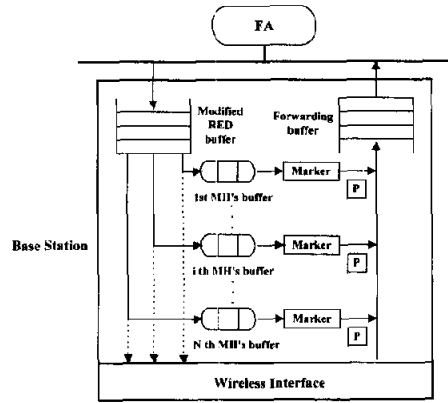 FA
Modified
RED
buffer
Forwarding
buffer
Marker
P
1st MH's buffer
Base Station
Marker
P
i th MH's buffer
Marker
P
N th MH's buffer
Wireless Interface